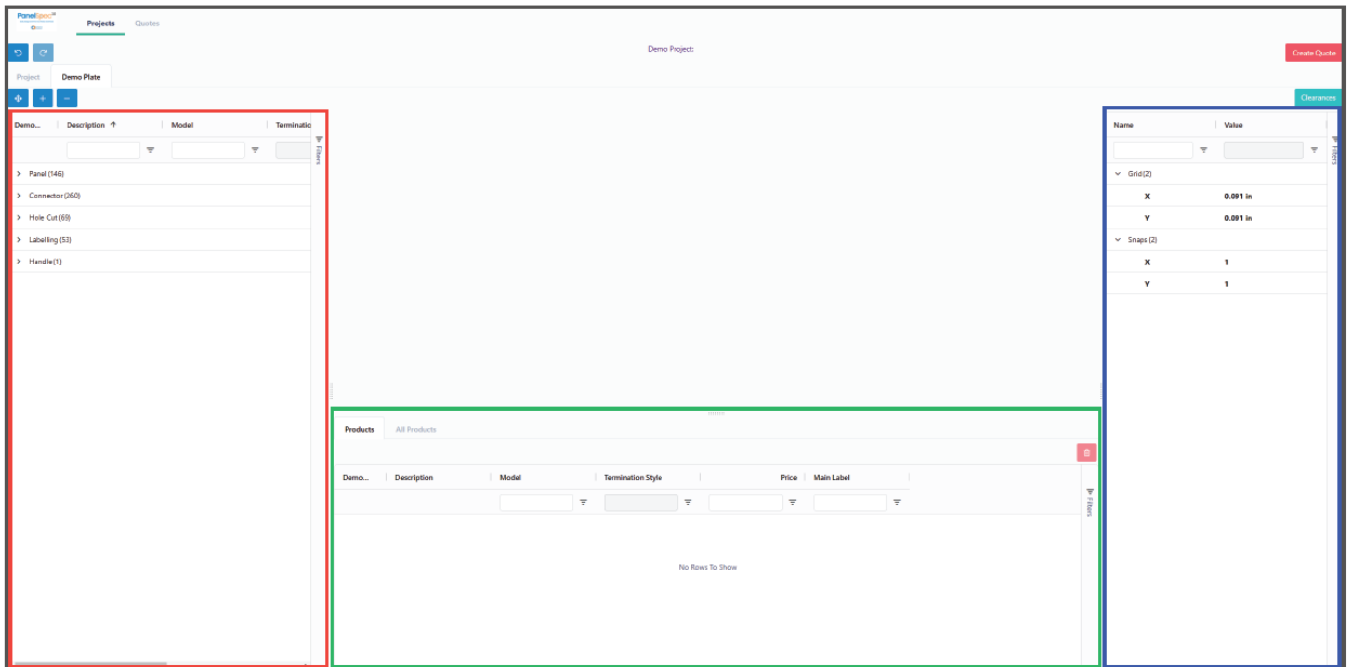 PanelSpec
Projects Quotes
Demo Project:
Create Quote
Project Demo Plate
Clearances
Demo... Description Model Terminatio
Filters
Panel (146)
Connector (260)
Hole Cut (69)
Labelling (53)
Handle (1)
Name Value
Filters
Grid (2)
X 0.091 in
Y 0.091 in
Snaps (2)
X 1
Y 1
Products All Products
Demo... Description Model Termination Style Price Main Label
Filters
No Rows To Show